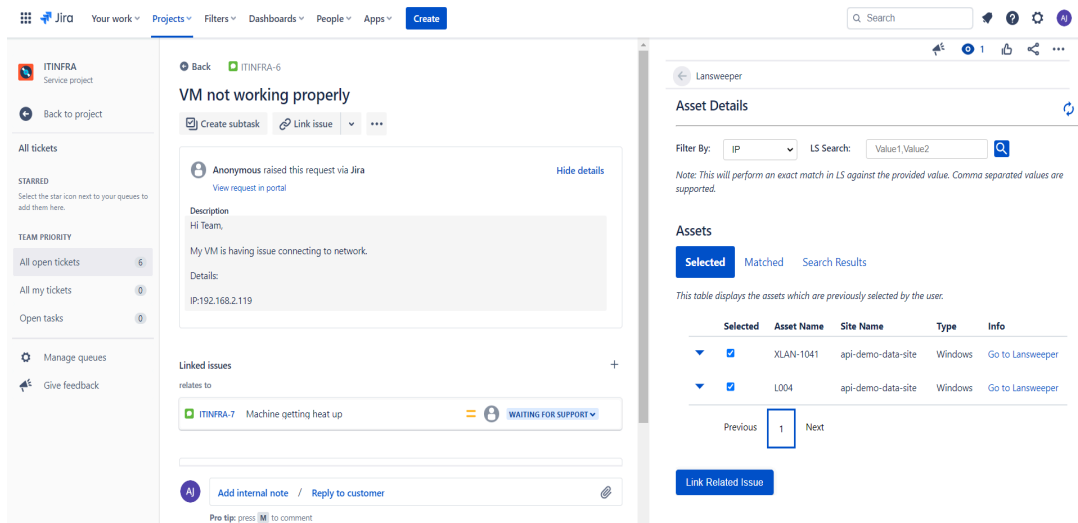 Jira
Your work
Projects
Filters
Dashboards
People
Apps
Create
Search
AJ
ITINFRA
Service project
Back to project
All tickets
STARRED
Select the star icon next to your queues to
add them here.
TEAM PRIORITY
All open tickets 6
All my tickets 0
Open tasks 0
Manage queues
Give feedback
Back ITINFRA-6
VM not working properly
Create subtask Link issue
Anonymous raised this request via Jira Hide details
View request in portal
Description
Hi Team,
My VM is having issue connecting to network.
Details:
IP:192.168.2.119
Linked issues
relates to
ITINFRA-7 Machine getting heat up WAITING FOR SUPPORT
AJ Add internal note / Reply to customer
Pro tip: press M to comment
1
Lansweeper
Asset Details
Filter By: IP LS Search: Value1,Value2
Note: This will perform an exact match in LS against the provided value. Comma separated values are
supported.
Assets
Selected Matched Search Results
This table displays the assets which are previously selected by the user.
Selected Asset Name Site Name Type Info
XLAN-1041 api-demo-data-site Windows Go to Lansweeper
L004 api-demo-data-site Windows Go to Lansweeper
Previous 1 Next
Link Related Issue